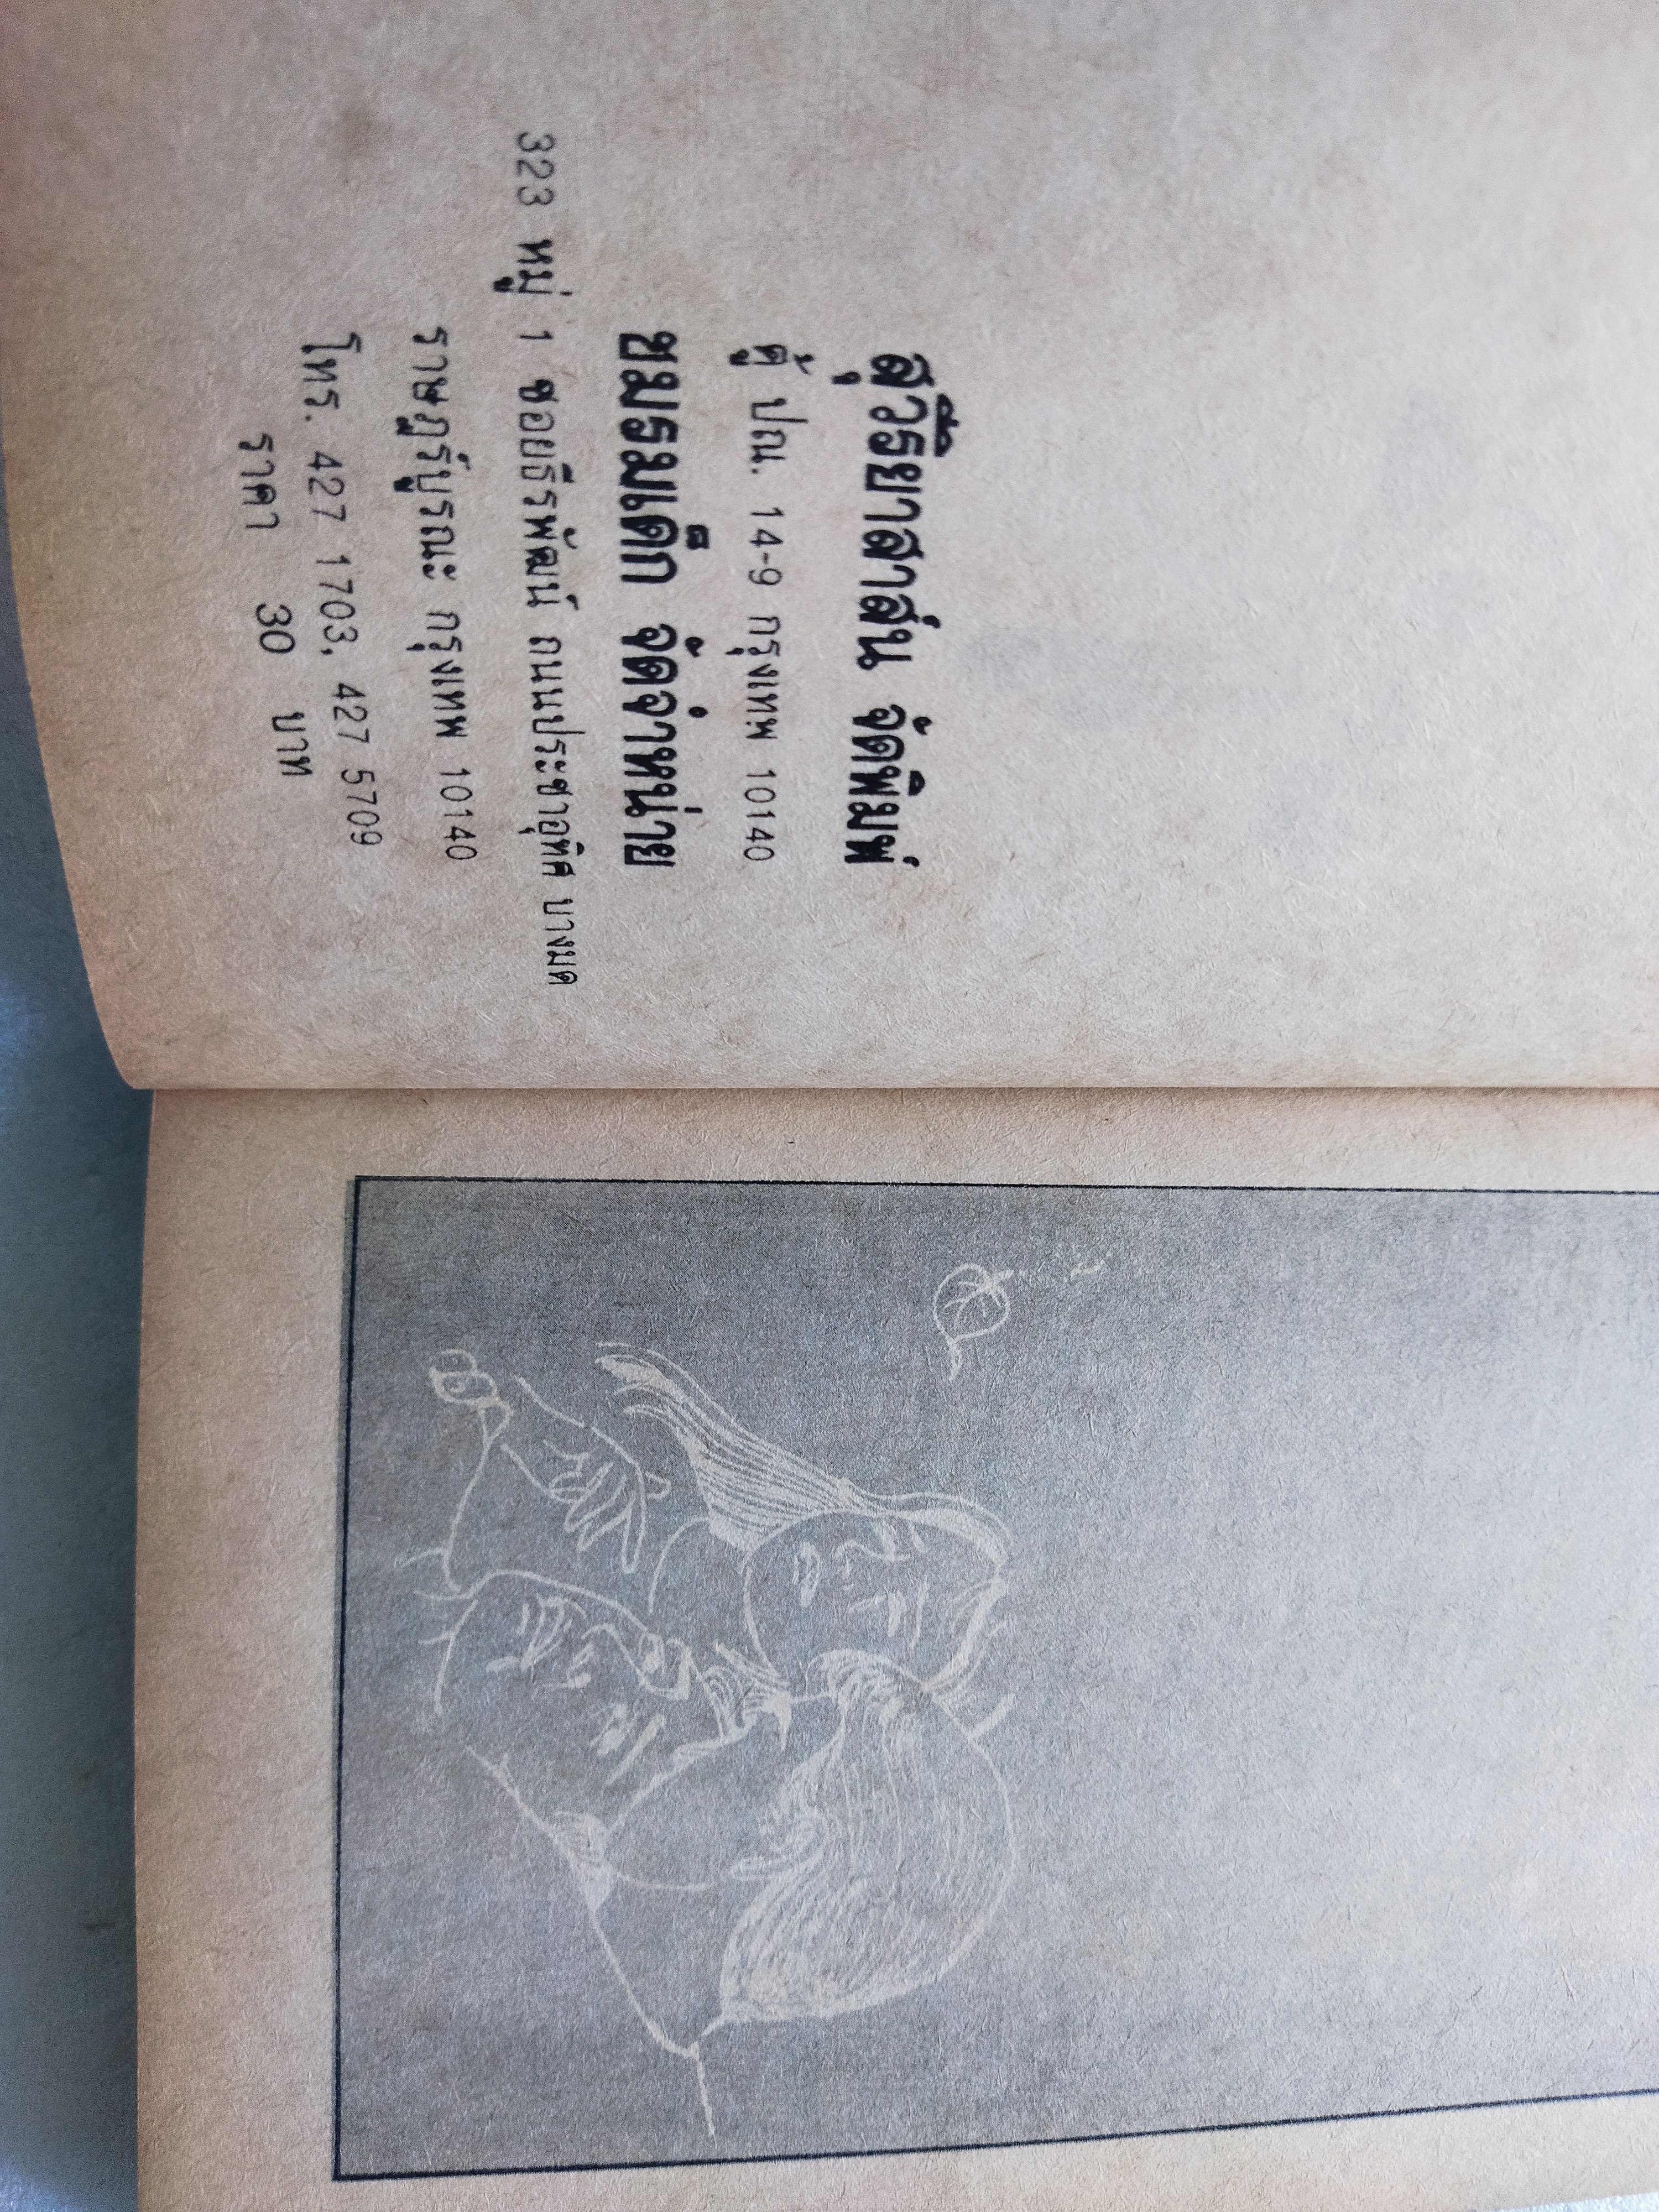 สุวีริยาสาส์น จัดพิมพ์
ตู้ ปณ. 14-9 กรุงเทพ 10140
ชมรมเด็ก จัดจำหน่าย
323 หมู่ 1 ซอยธีรพัฒน์ ถนนประชาอุทิศ บางมด
ราษฎร์บูรณะ กรุงเทพ 10140
โทร. 427 1703, 427 5709
ราคา 30 บาท